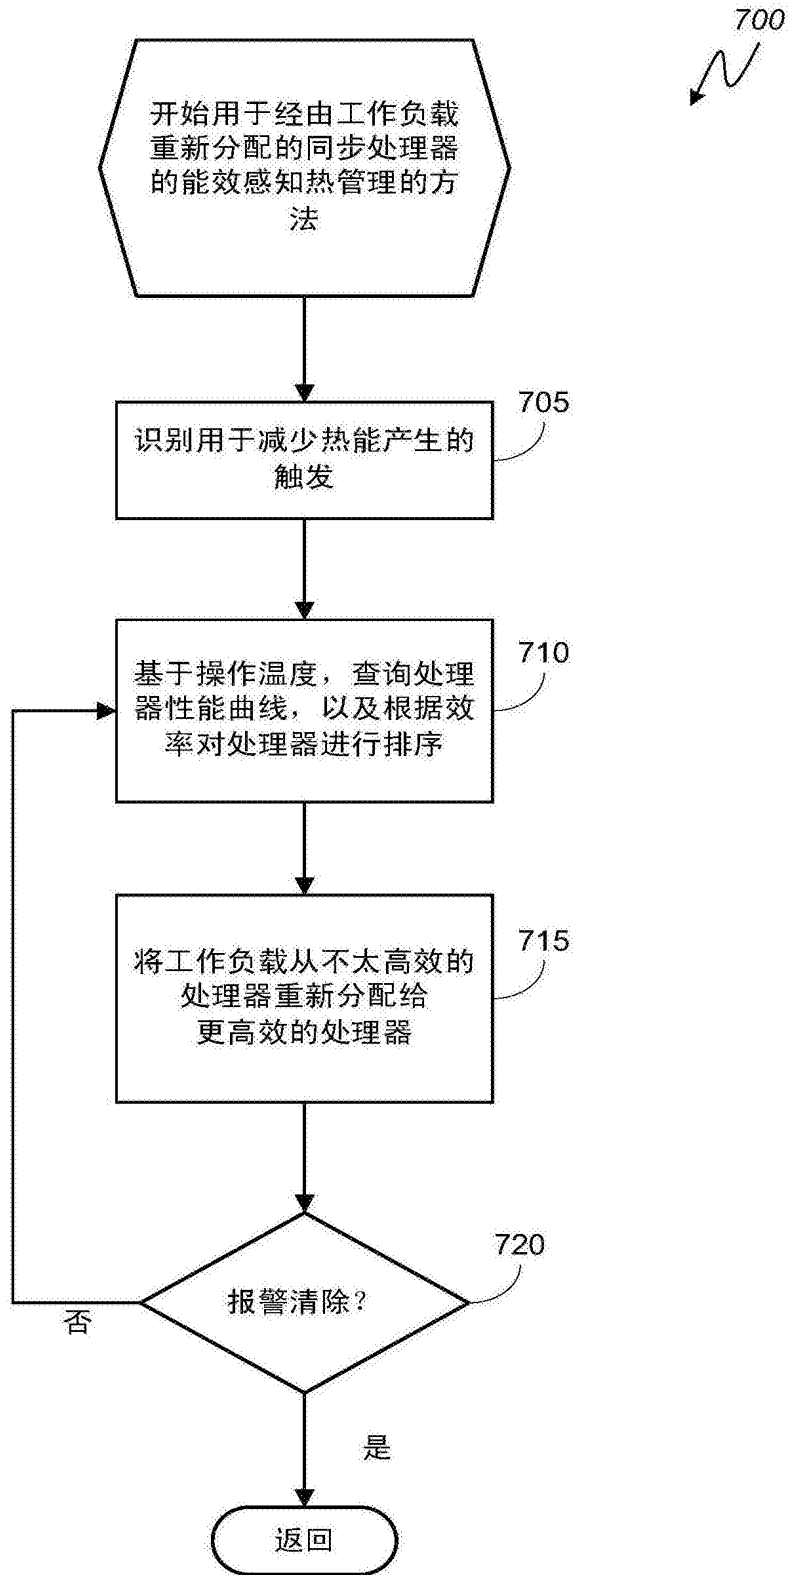 700
开始用于经由工作负载
重新分配的同步处理器
的能效感知热管理的方
法
705
识别用于减少热能产生的
触发
710
基于操作温度，查询处理
器性能曲线，以及根据效
率对处理器进行排序
715
将工作负载从不太高效的
处理器重新分配给
更高效的处理器
720
报警清除？
否
是
返回